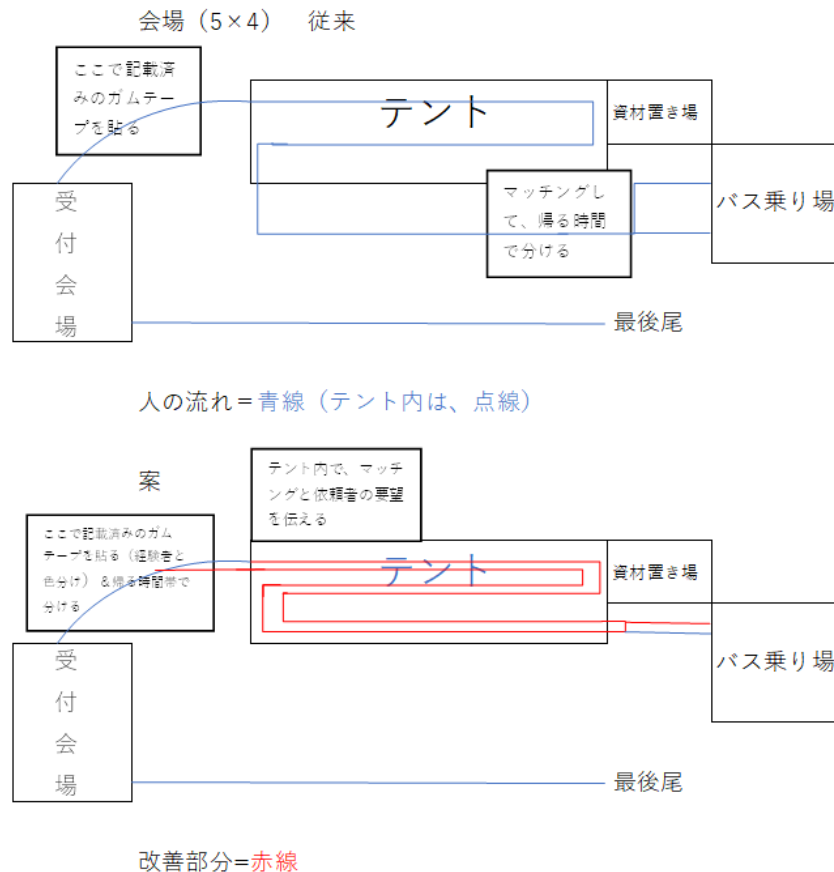 会場（5×4）　従来
ここで記載済
みのガムテー
プを貼る
テント
資材置き場
受
付
会
場
マッチングし
て、帰る時間
で分ける
バス乗り場
最後尾
人の流れ＝青線（テント内は、点線）
案
テント内で、マッチ
ングと依頼者の要望
を伝える
ここで記載済みのガム
テープを貼る（経験者と
色分け）＆帰る時間帯で
分ける
テント
資材置き場
受
付
会
場
バス乗り場
最後尾
改善部分=赤線